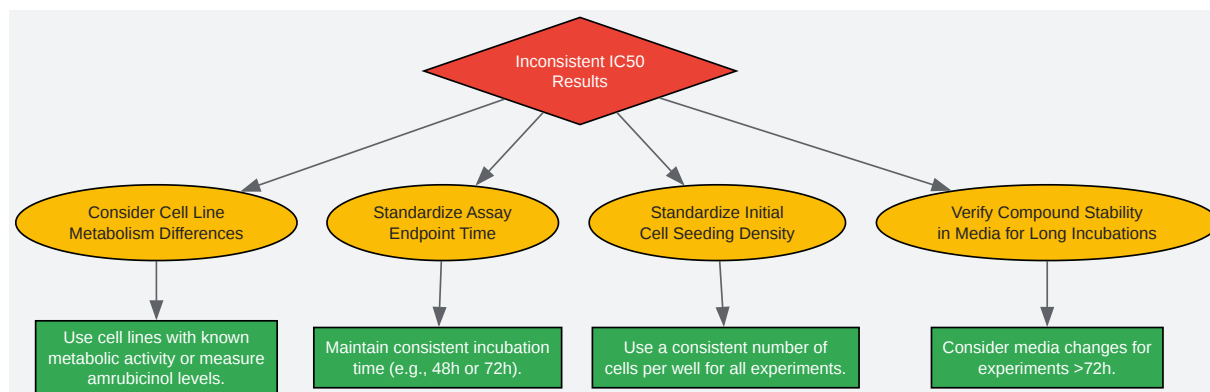 Inconsistent IC50
Results
Consider Cell Line
Metabolism Differences
Standardize Assay
Endpoint Time
Standardize Initial
Cell Seeding Density
Verify Compound Stability
in Media for Long Incubations
Use cell lines with known
metabolic activity or measure
amrubicinol levels.
Maintain consistent incubation
time (e.g., 48h or 72h).
Use a consistent number of
cells per well for all experiments.
Consider media changes for
experiments >72h.